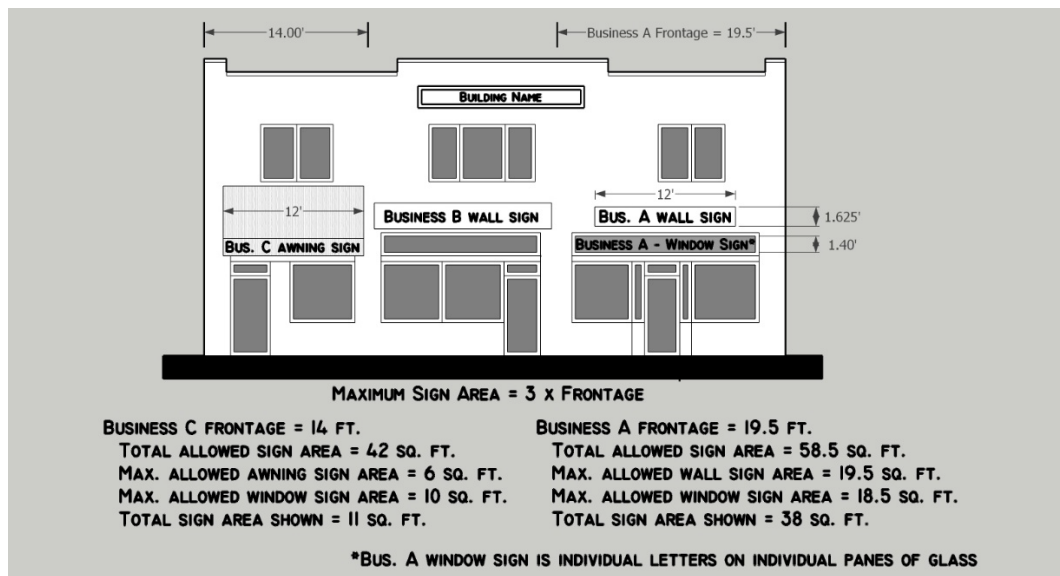 14.00'
Business A Frontage = 19.5'
BUILDING NAME
12'
12'
BUSINESS B WALL SIGN
BUS. A WALL SIGN
1.625'
BUS. C AWNING SIGN
BUSINESS A - WINDOW SIGN*
1.40'
MAXIMUM SIGN AREA = 3 X FRONTAGE
BUSINESS C FRONTAGE = 14 FT.
TOTAL ALLOWED SIGN AREA = 42 SQ. FT.
MAX. ALLOWED AWNING SIGN AREA = 6 SQ. FT.
MAX. ALLOWED WINDOW SIGN AREA = 10 SQ. FT.
TOTAL SIGN AREA SHOWN = 11 SQ. FT.
BUSINESS A FRONTAGE = 19.5 FT.
TOTAL ALLOWED SIGN AREA = 58.5 SQ. FT.
MAX. ALLOWED WALL SIGN AREA = 19.5 SQ. FT.
MAX. ALLOWED WINDOW SIGN AREA = 18.5 SQ. FT.
TOTAL SIGN AREA SHOWN = 38 SQ. FT.
*BUS. A WINDOW SIGN IS INDIVIDUAL LETTERS ON INDIVIDUAL PANES OF GLASS